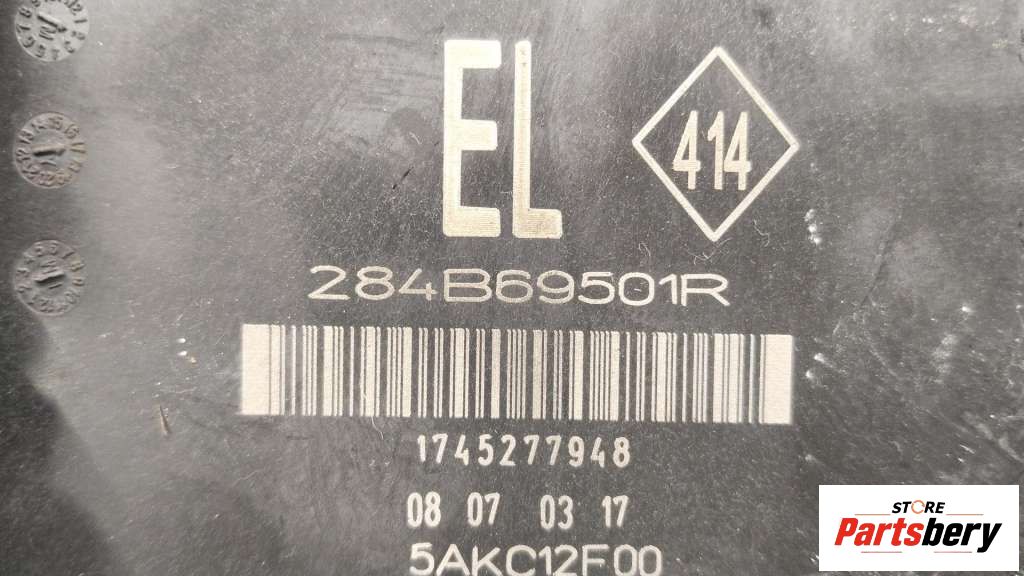 EL
414
284B69501R
1745277948
08 07 03 17
5AKC12F00
STORE
Partsbery